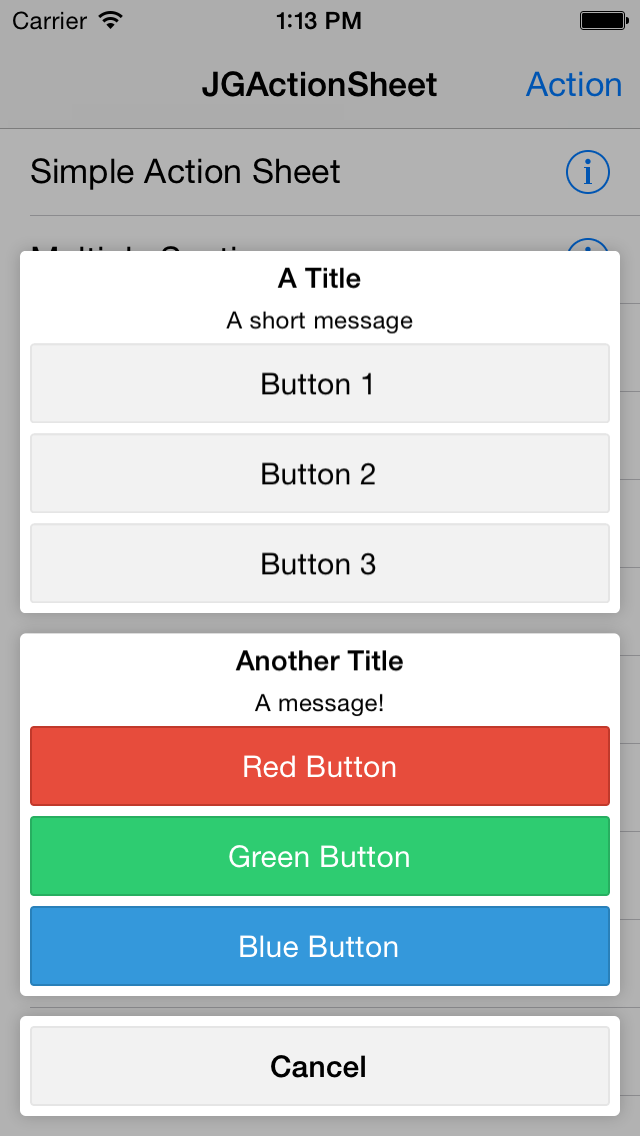 Carrier 1:13 PM
JGActionSheet Action
Simple Action Sheet
A Title
A short message
Button 1
Button 2
Button 3
Another Title
A message!
Red Button
Green Button
Blue Button
Cancel